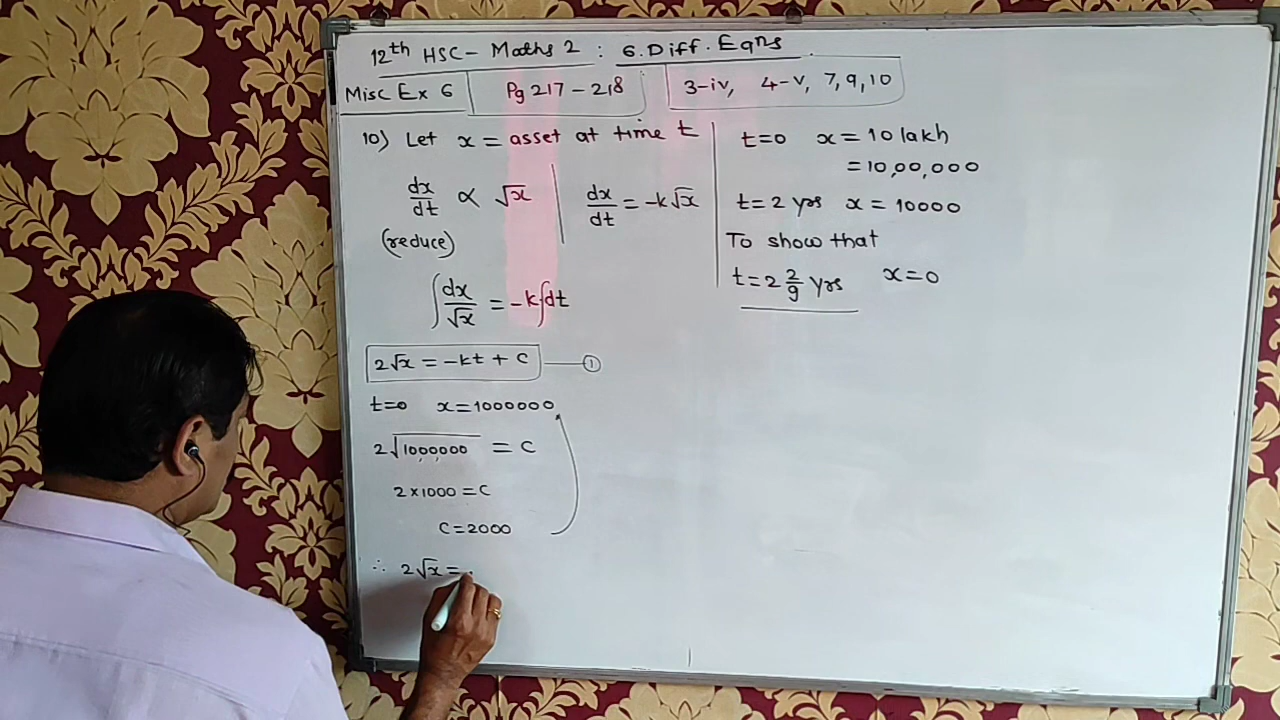 12th HSC - Maths 2 : 6. Diff. Eqns
Misc Ex 6 Pg 217 - 218 3-iv, 4-v, 7, 9, 10
10) Let x = asset at time t
dx/dt ∝ √x dx/dt = -k√x
(reduce)
∫ dx/√x = -k∫dt
2√x = -kt + c ①
t=0 x=1000000
2√1000000 = C
2×1000 = C
C=2000
∴ 2√x =
t=0 x = 10 lakh
= 10,00,000
t=2 yrs x = 10000
To show that
t = 2 2/9 yrs x=0